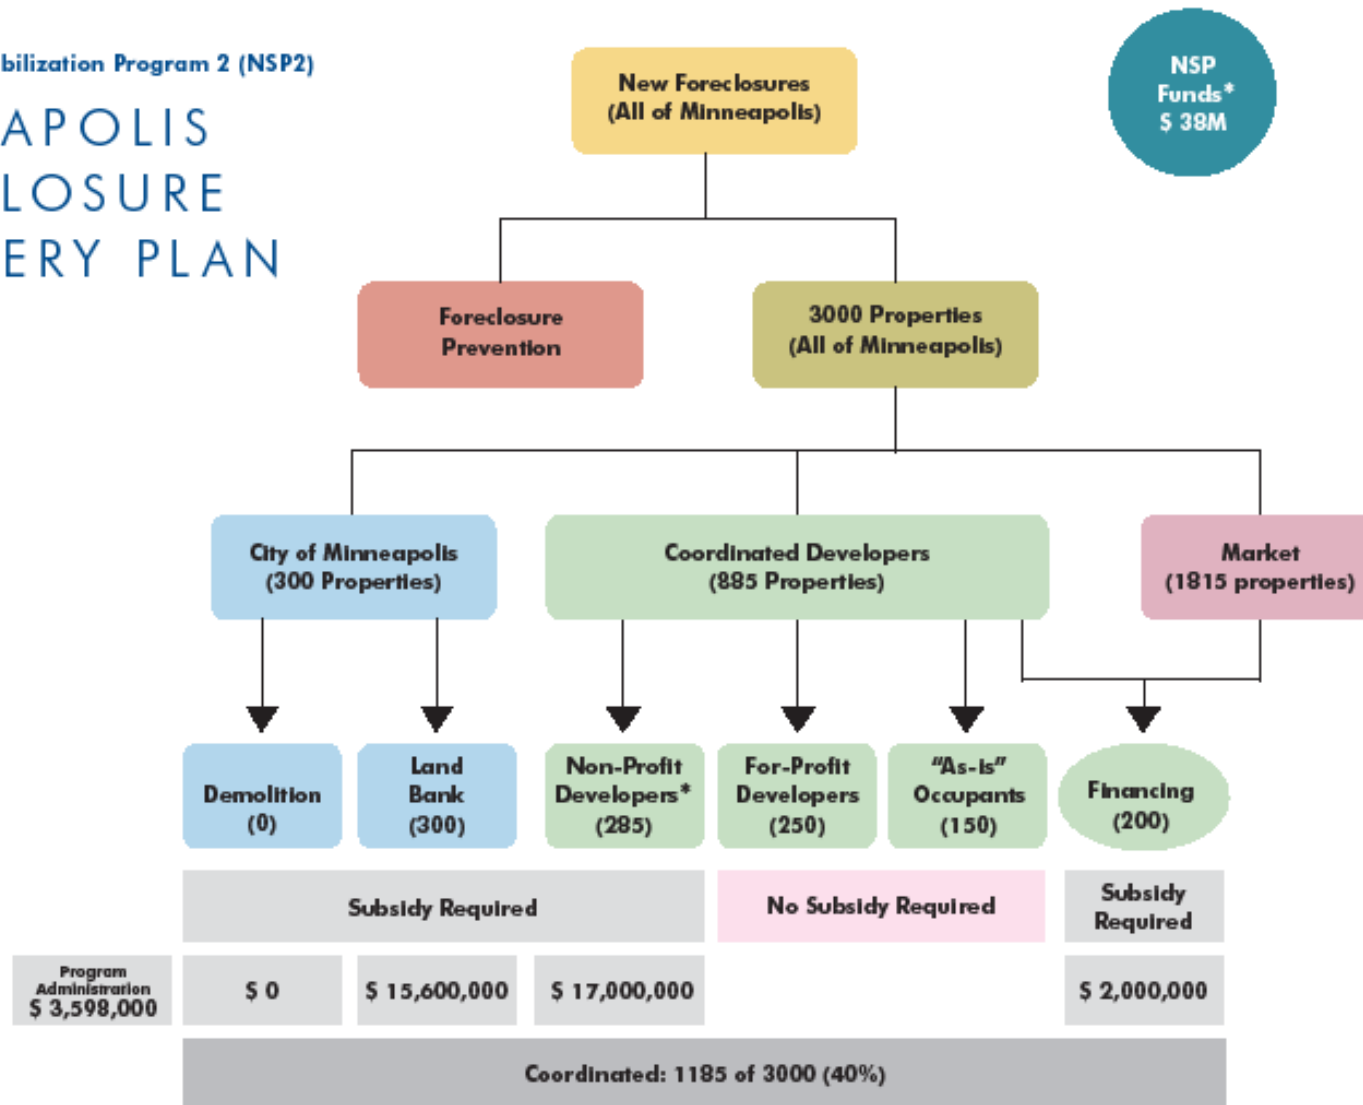 bilization Program 2 (NSP2)
APOLIS
LOSURE
ERY PLAN
New Foreclosures
(All of Minneapolis)
NSP
Funds*
$ 38M
Foreclosure
Prevention
3000 Properties
(All of Minneapolis)
City of Minneapolis
(300 Properties)
Coordinated Developers
(885 Properties)
Market
(1815 properties)
Demolition
(0)
Land
Bank
(300)
Non-Profit
Developers*
(285)
For-Profit
Developers
(250)
“As-is”
Occupants
(150)
Financing
(200)
Subsidy Required
No Subsidy Required
Subsidy
Required
Program
Administration
$ 3,598,000
$ 0
$ 15,600,000
$ 17,000,000
$ 2,000,000
Coordinated: 1185 of 3000 (40%)